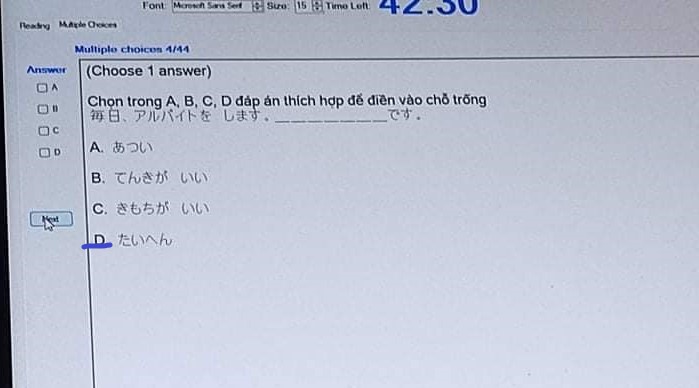 Font: Microsoft Sans Serif Size: 15 Time Left: 42:30
Reading Multiple Choices
Multiple choices 4/44
Answer
(Choose 1 answer)
A
B
C
D
Chọn trong A, B, C, D đáp án thích hợp để điền vào chỗ trống
毎日、アルバイトを します。______________です。
A. あつい
B. てんきが いい
C. きもちが いい
D. たいへん
Next